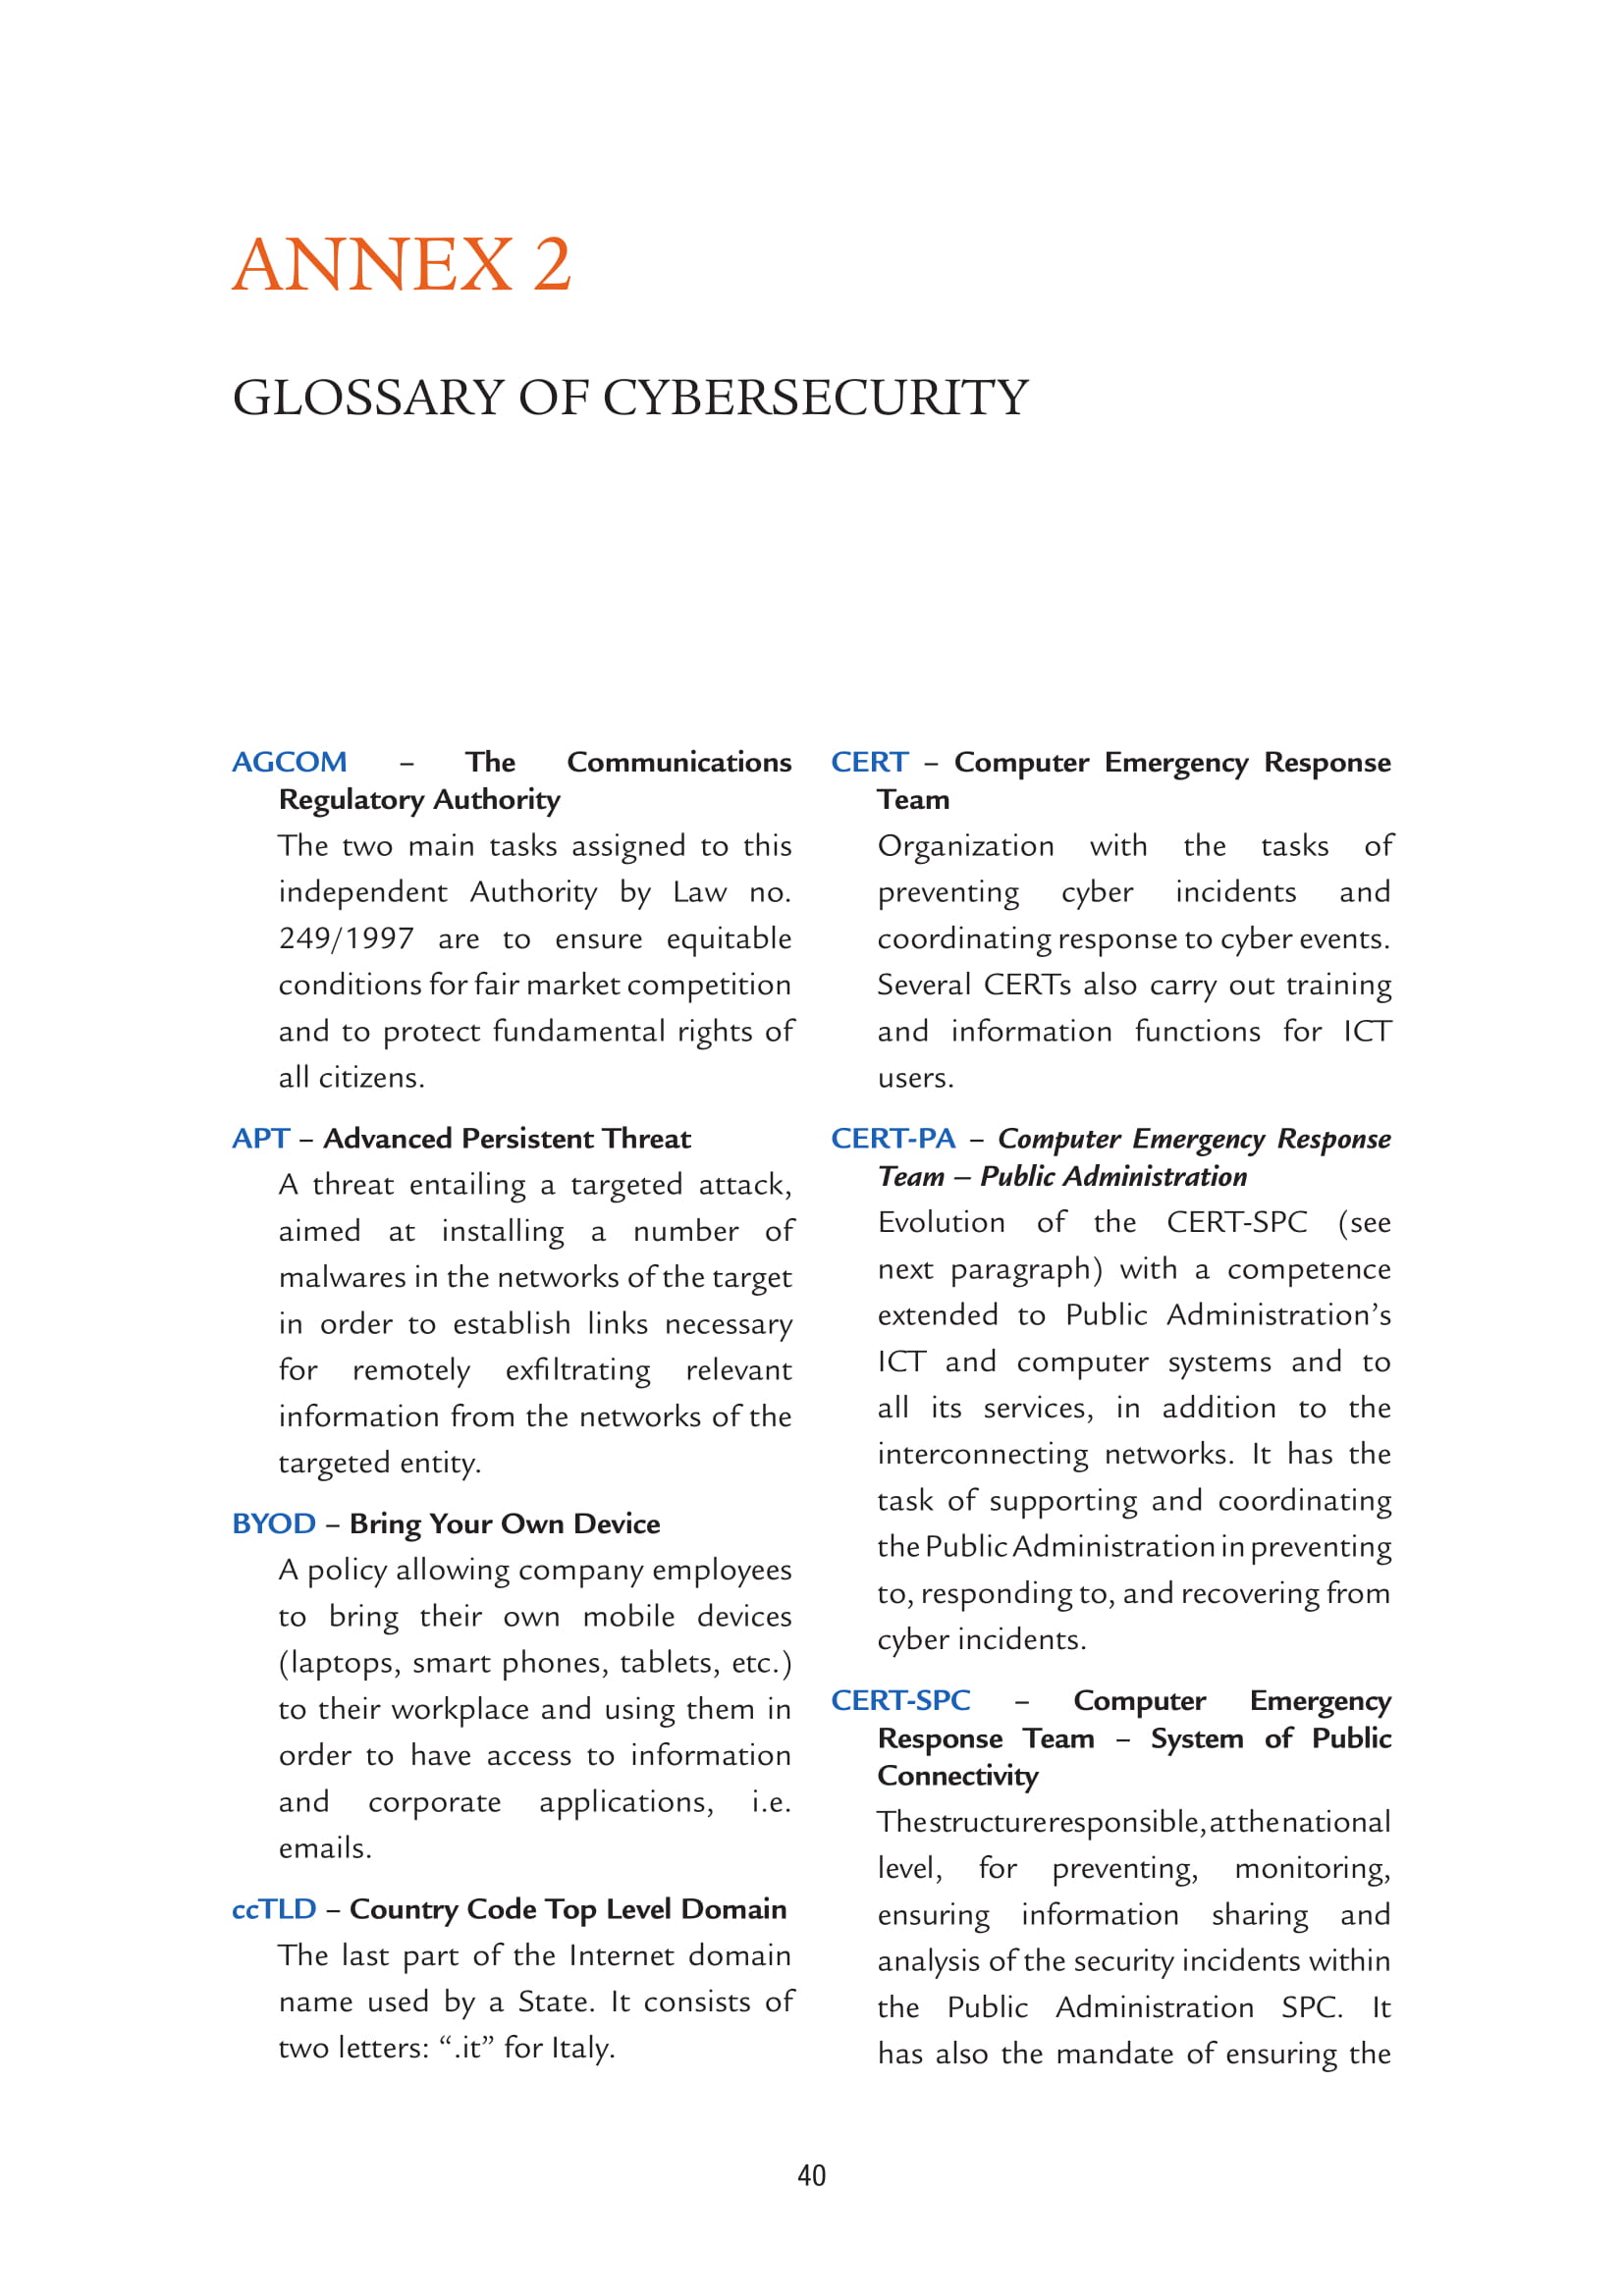 ANNEX 2
GLOSSARY OF CYBERSECURITY
AGCOM – The Communications
Regulatory Authority
The two main tasks assigned to this
independent Authority by Law no.
249/1997 are to ensure equitable
conditions for fair market competition
and to protect fundamental rights of
all citizens.
APT – Advanced Persistent Threat
A threat entailing a targeted attack,
aimed at installing a number of
malwares in the networks of the target
in order to establish links necessary
for remotely exfiltrating relevant
information from the networks of the
targeted entity.
BYOD – Bring Your Own Device
A policy allowing company employees
to bring their own mobile devices
(laptops, smart phones, tablets, etc.)
to their workplace and using them in
order to have access to information
and corporate applications, i.e.
emails.
ccTLD – Country Code Top Level Domain
The last part of the Internet domain
name used by a State. It consists of
two letters: “.it” for Italy.
CERT – Computer Emergency Response
Team
Organization with the tasks of
preventing cyber incidents and
coordinating response to cyber events.
Several CERTs also carry out training
and information functions for ICT
users.
CERT-PA – Computer Emergency Response
Team – Public Administration
Evolution of the CERT-SPC (see
next paragraph) with a competence
extended to Public Administration’s
ICT and computer systems and to
all its services, in addition to the
interconnecting networks. It has the
task of supporting and coordinating
the Public Administration in preventing
to, responding to, and recovering from
cyber incidents.
CERT-SPC – Computer Emergency
Response Team – System of Public
Connectivity
The structure responsible, at the national
level, for preventing, monitoring,
ensuring information sharing and
analysis of the security incidents within
the Public Administration SPC. It
has also the mandate of ensuring the
40